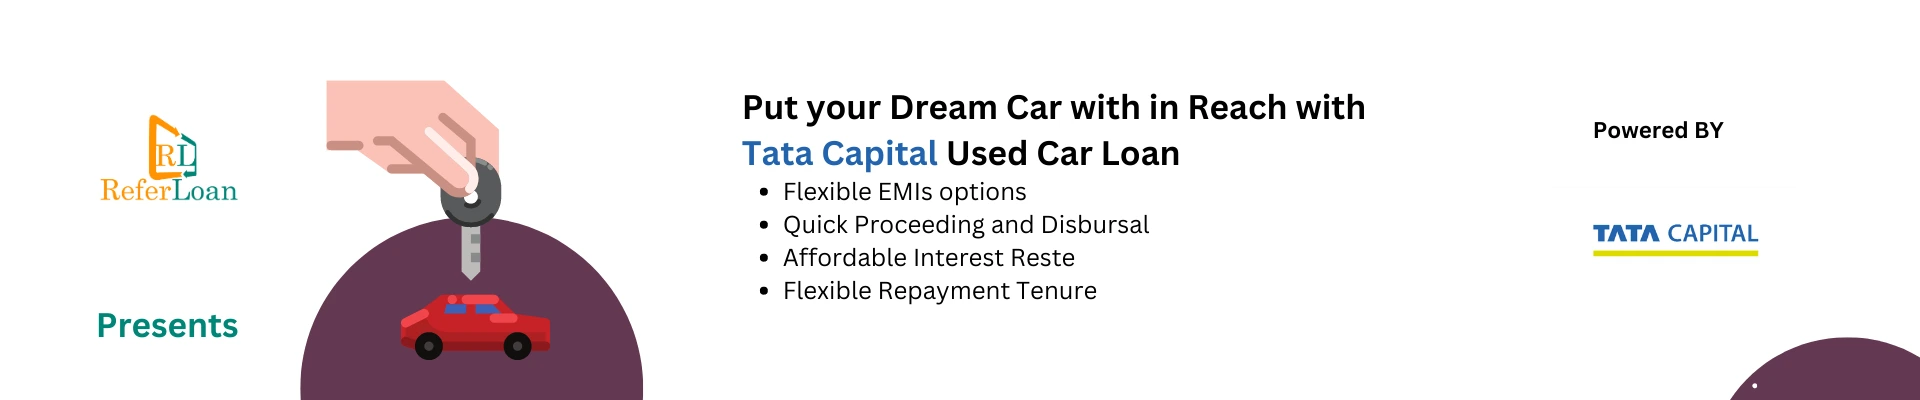 RL
ReferLoan
Presents
Put your Dream Car with in Reach with
Tata Capital Used Car Loan
• Flexible EMIs options
• Quick Proceeding and Disbursal
• Affordable Interest Reste
• Flexible Repayment Tenure
Powered BY
TATA CAPITAL